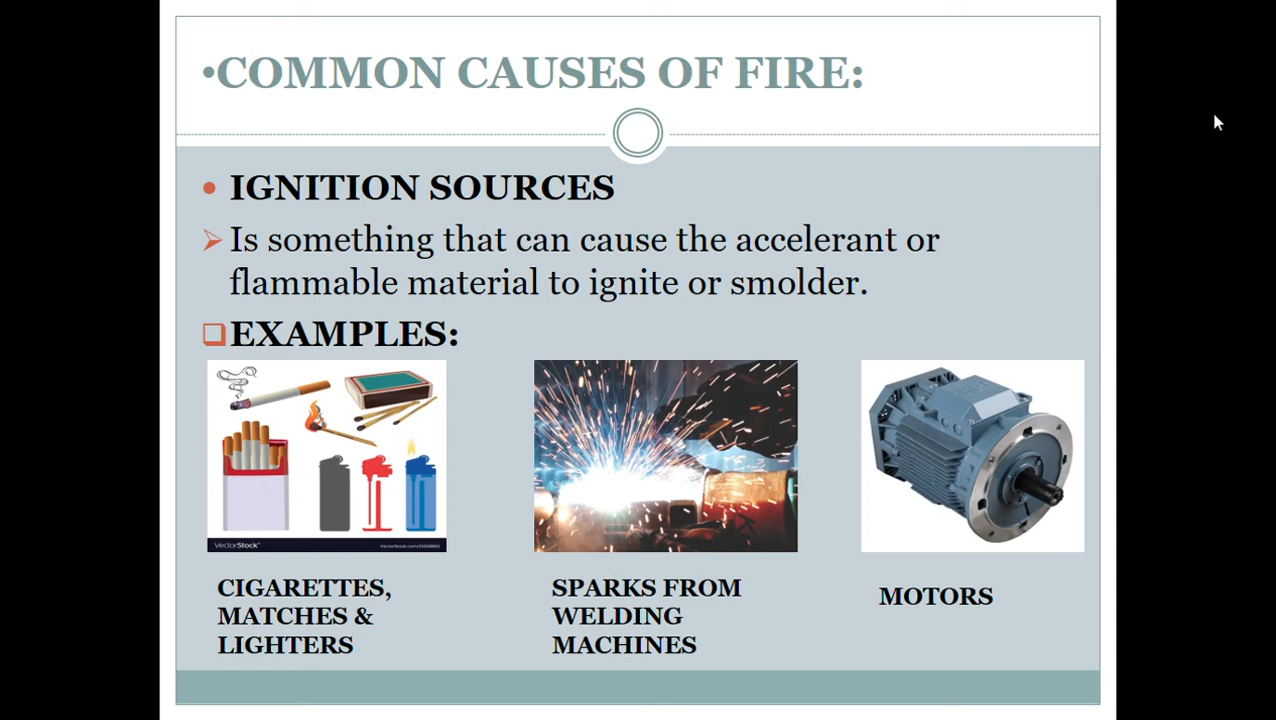 •COMMON CAUSES OF FIRE:
• IGNITION SOURCES
➢ Is something that can cause the accelerant or
flammable material to ignite or smolder.
❑EXAMPLES:
VectorStock®
CIGARETTES,
MATCHES &
LIGHTERS
SPARKS FROM
WELDING
MACHINES
MOTORS